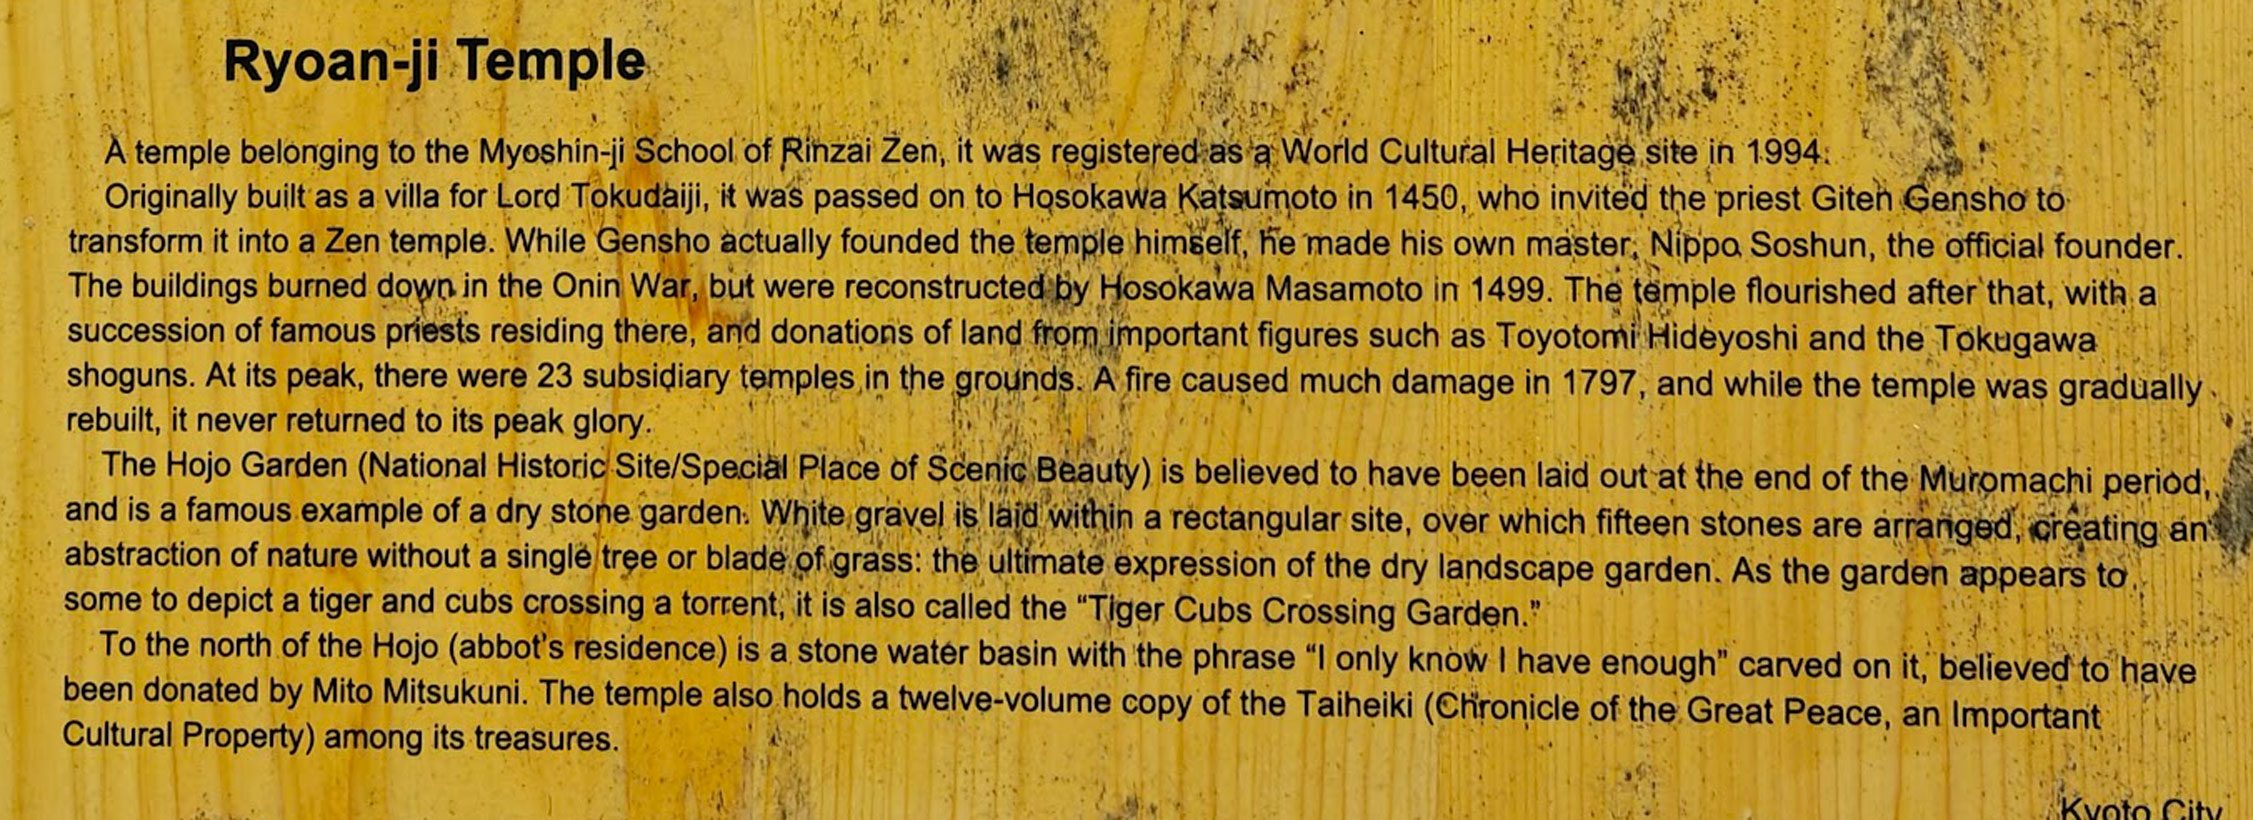 Ryoan-ji Temple
A temple belonging to the Myoshin-ji School of Rinzai Zen, it was registered as a World Cultural Heritage site in 1994.
Originally built as a villa for Lord Tokudaiji, it was passed on to Hosokawa Katsumoto in 1450, who invited the priest Giten Gensho to
transform it into a Zen temple. While Gensho actually founded the temple himself, he made his own master, Nippo Soshun, the official founder.
The buildings burned down in the Onin War, but were reconstructed by Hosokawa Masamoto in 1499. The temple flourished after that, with a
succession of famous priests residing there, and donations of land from important figures such as Toyotomi Hideyoshi and the Tokugawa
shoguns. At its peak, there were 23 subsidiary temples in the grounds. A fire caused much damage in 1797, and while the temple was gradually
rebuilt, it never returned to its peak glory.
The Hojo Garden (National Historic Site/Special Place of Scenic Beauty) is believed to have been laid out at the end of the Muromachi period,
and is a famous example of a dry stone garden. White gravel is laid within a rectangular site, over which fifteen stones are arranged, creating an
abstraction of nature without a single tree or blade of grass: the ultimate expression of the dry landscape garden. As the garden appears to
some to depict a tiger and cubs crossing a torrent, it is also called the “Tiger Cubs Crossing Garden.”
To the north of the Hojo (abbot's residence) is a stone water basin with the phrase “I only know I have enough” carved on it, believed to have
been donated by Mito Mitsukuni. The temple also holds a twelve-volume copy of the Taiheiki (Chronicle of the Great Peace, an Important
Cultural Property) among its treasures.
Kyoto City